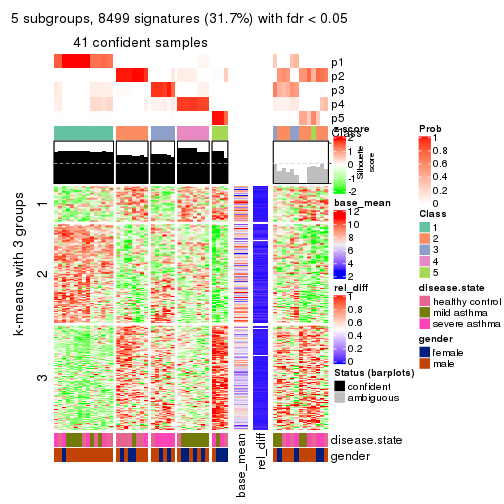 5 subgroups, 8499 signatures (31.7%) with fdr < 0.05
41 confident samples
p1
p2
p3
p4
p5
Class
z-score
2
1
0
-1
-2
Silhouette
score
k-means with 3 groups
1
2
3
base_mean
12
10
8
6
4
2
rel_diff
1
0.8
0.6
0.4
0.2
0
Status (barplots)
confident
ambiguous
Prob
1
0.8
0.6
0.4
0.2
0
Class
1
2
3
4
5
disease.state
healthy control
mild asthma
severe asthma
gender
female
male
disease.state
gender
base_mean
rel_diff